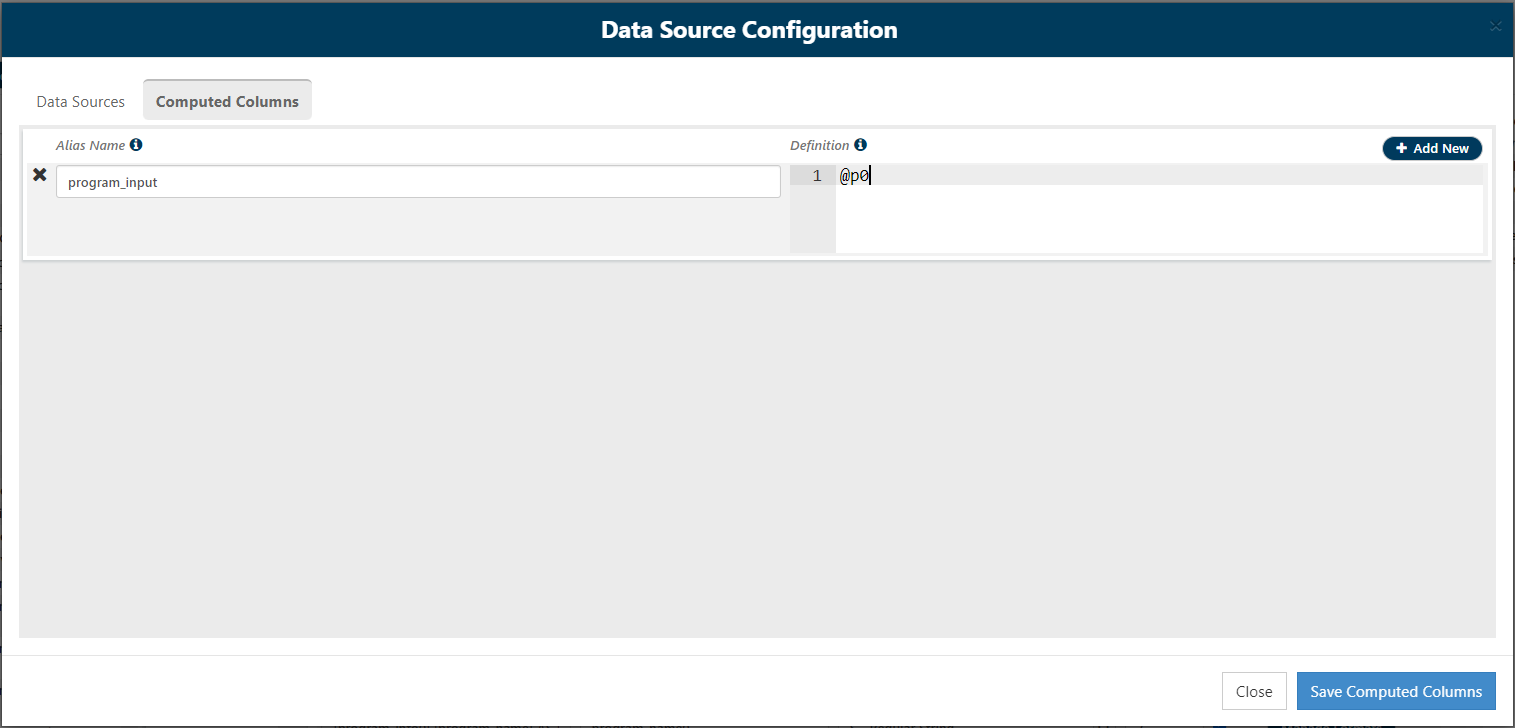 Data Source Configuration
Data Sources
Computed Columns
Alias Name
Definition
Add New
program_input
1 @p0
Close
Save Computed Columns